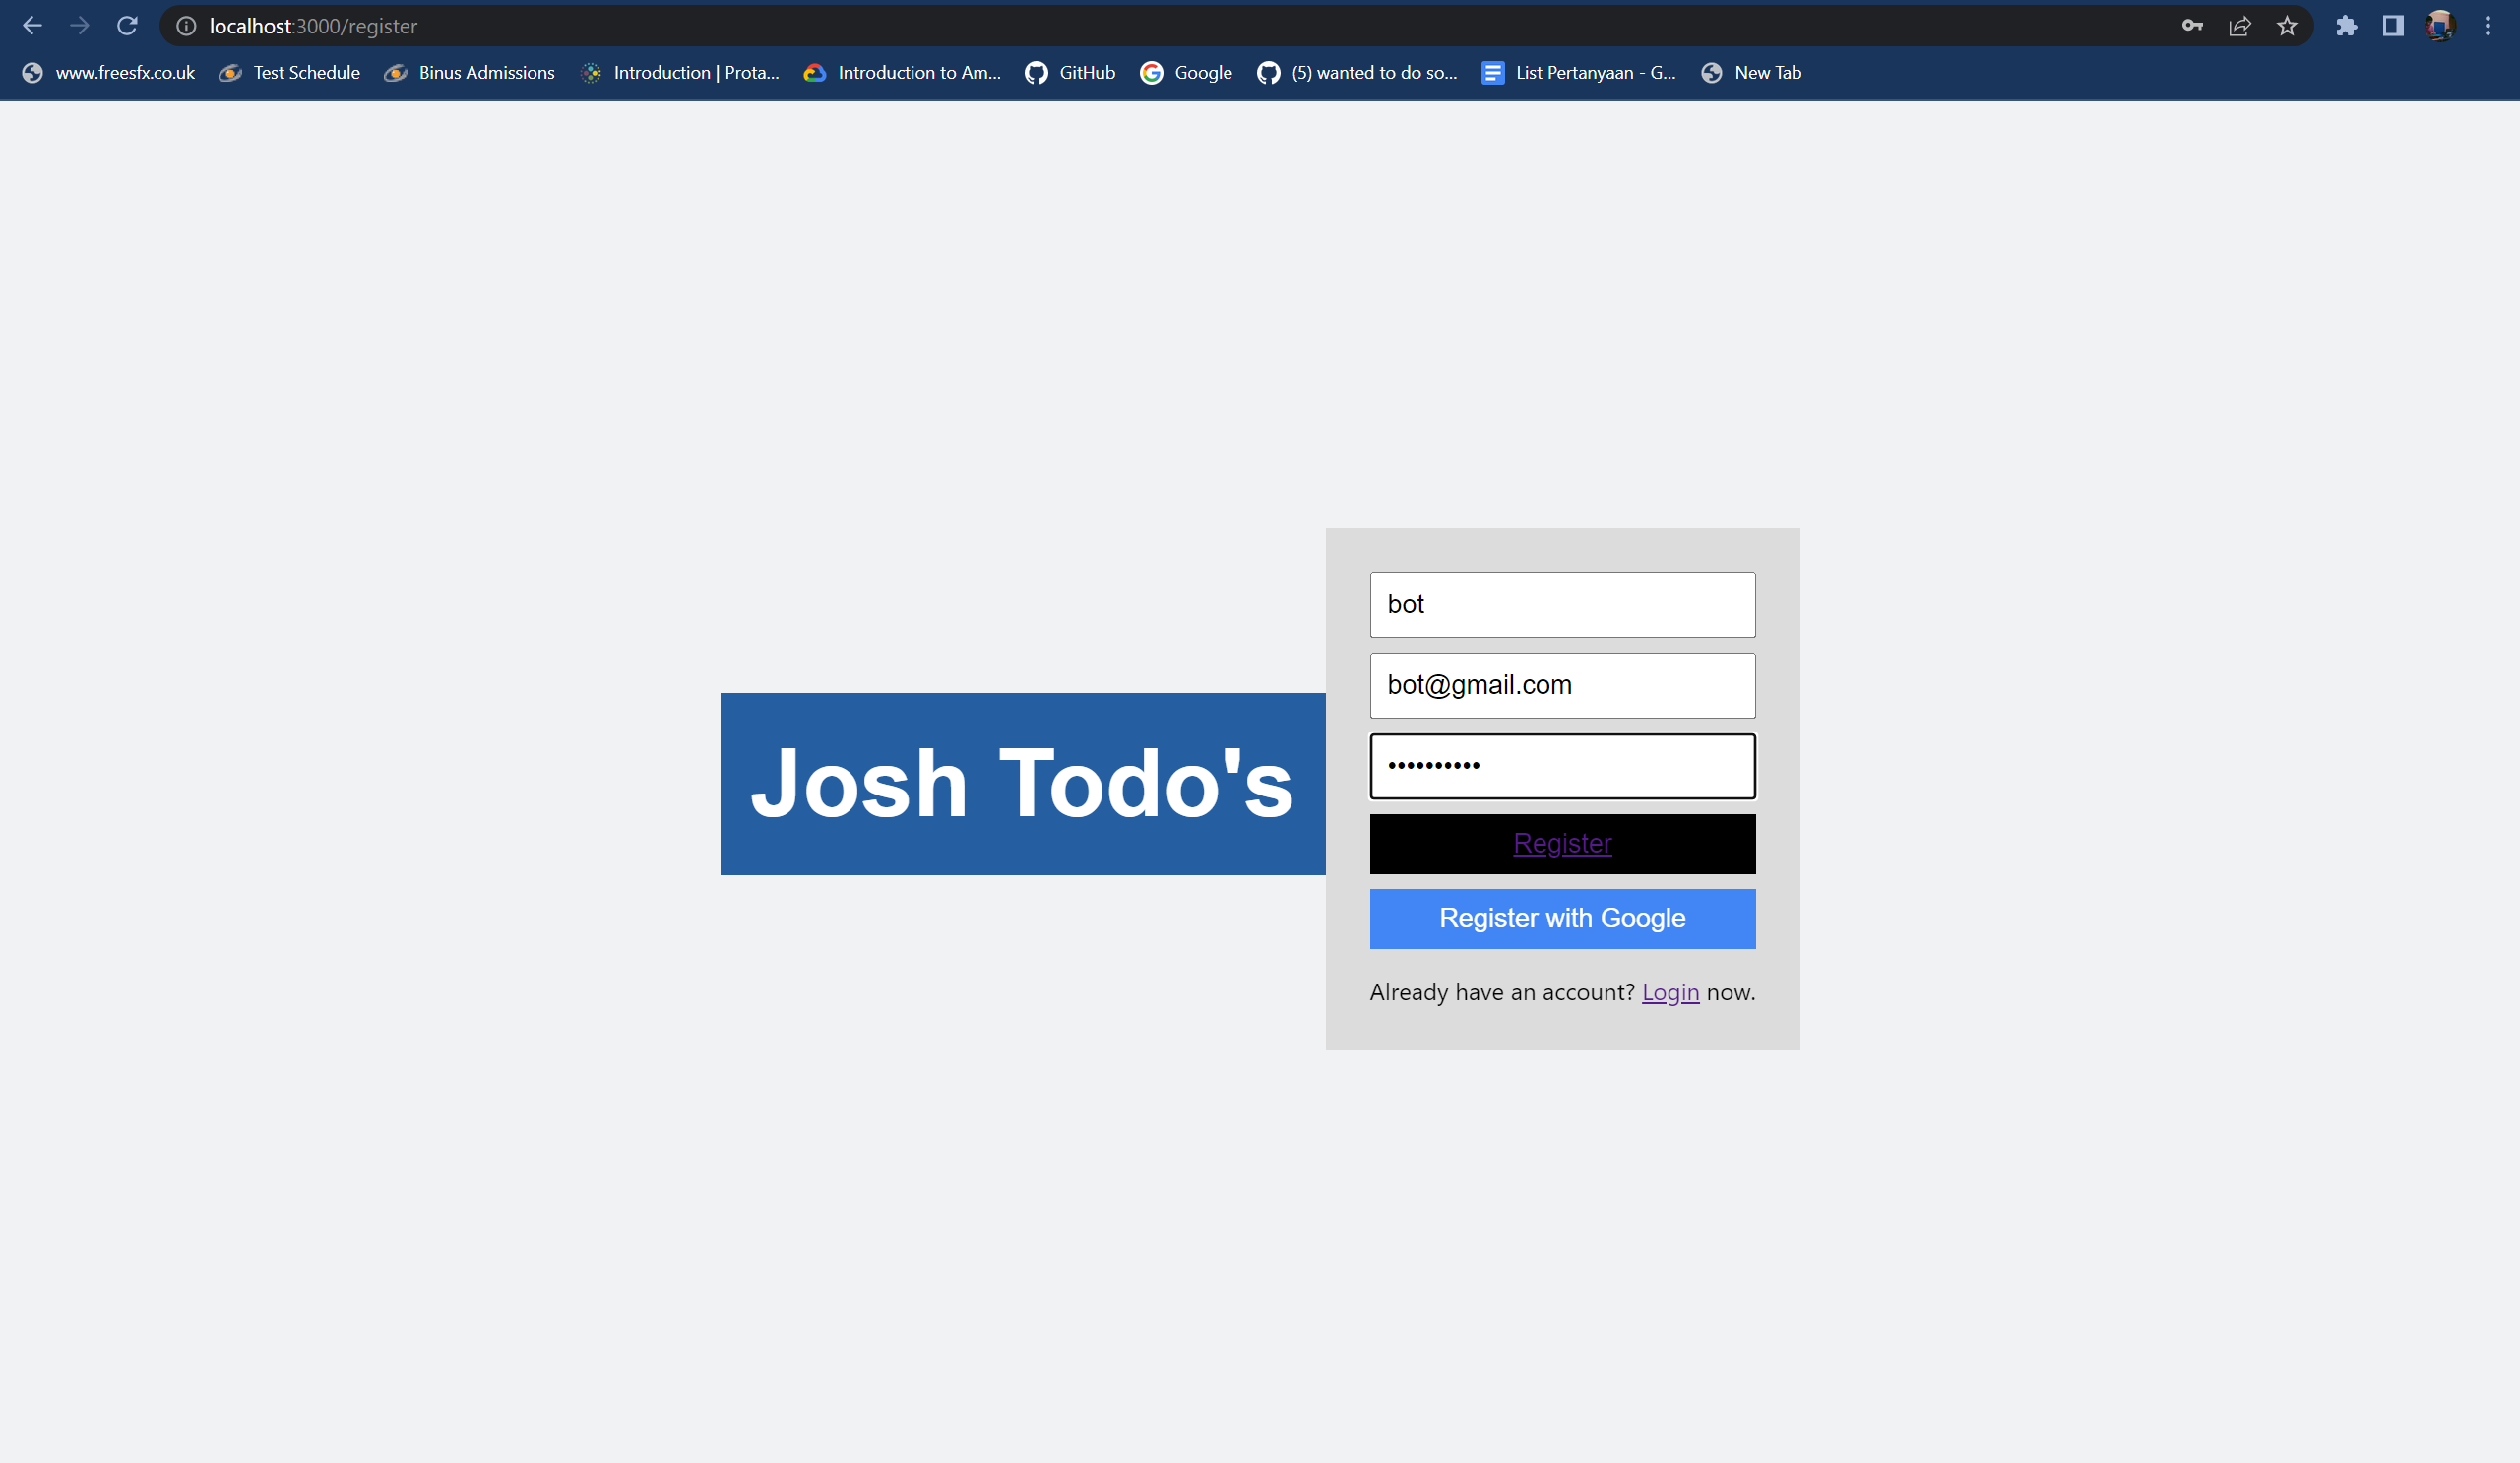 localhost:3000/register
www.freesfx.co.uk Test Schedule Binus Admissions Introduction | Prota... Introduction to Am... GitHub Google (5) wanted to do so... List Pertanyaan - G... New Tab
bot
bot@gmail.com
••••••••••
Josh Todo's
Register
Register with Google
Already have an account? Login now.